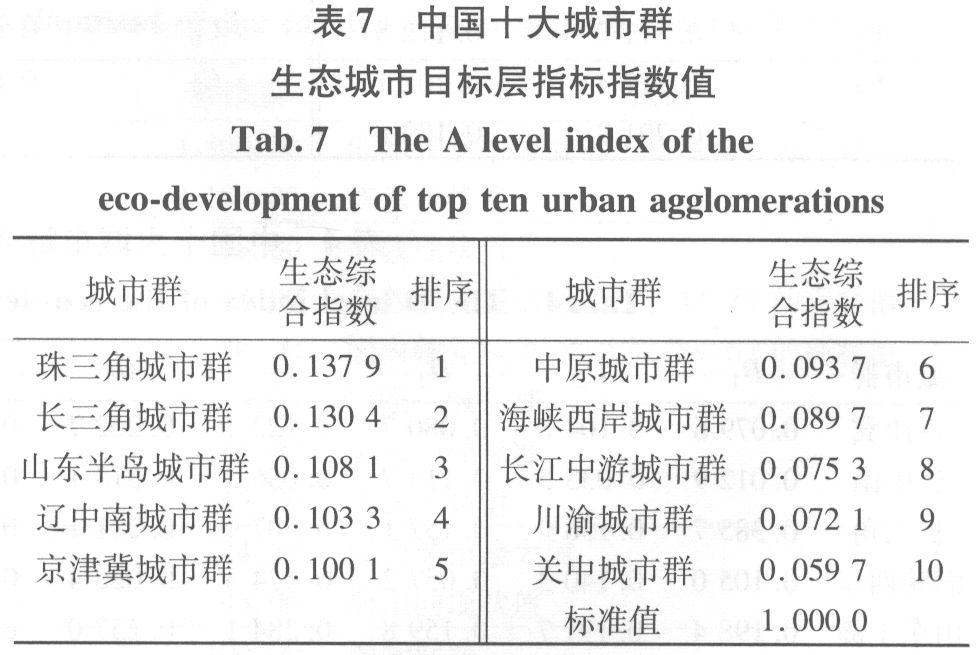 表7 中国十大城市群
生态城市目标层指标指数值
Tab. 7 The A level index of the
eco-development of top ten urban agglomerations
城市群 生态综合指数 排序 城市群 生态综合指数 排序
珠三角城市群 0.137 9 1 中原城市群 0.093 7 6
长三角城市群 0.130 4 2 海峡西岸城市群 0.089 7 7
山东半岛城市群 0.108 1 3 长江中游城市群 0.075 3 8
辽中南城市群 0.103 3 4 川渝城市群 0.072 1 9
京津冀城市群 0.100 1 5 关中城市群 0.059 7 10
标准值 1.000 0